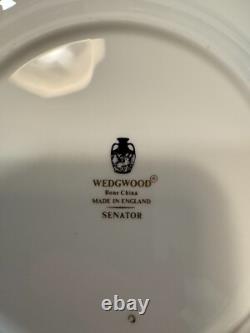 WEDGWOOD®
Bone China
MADE IN ENGLAND
SENATOR